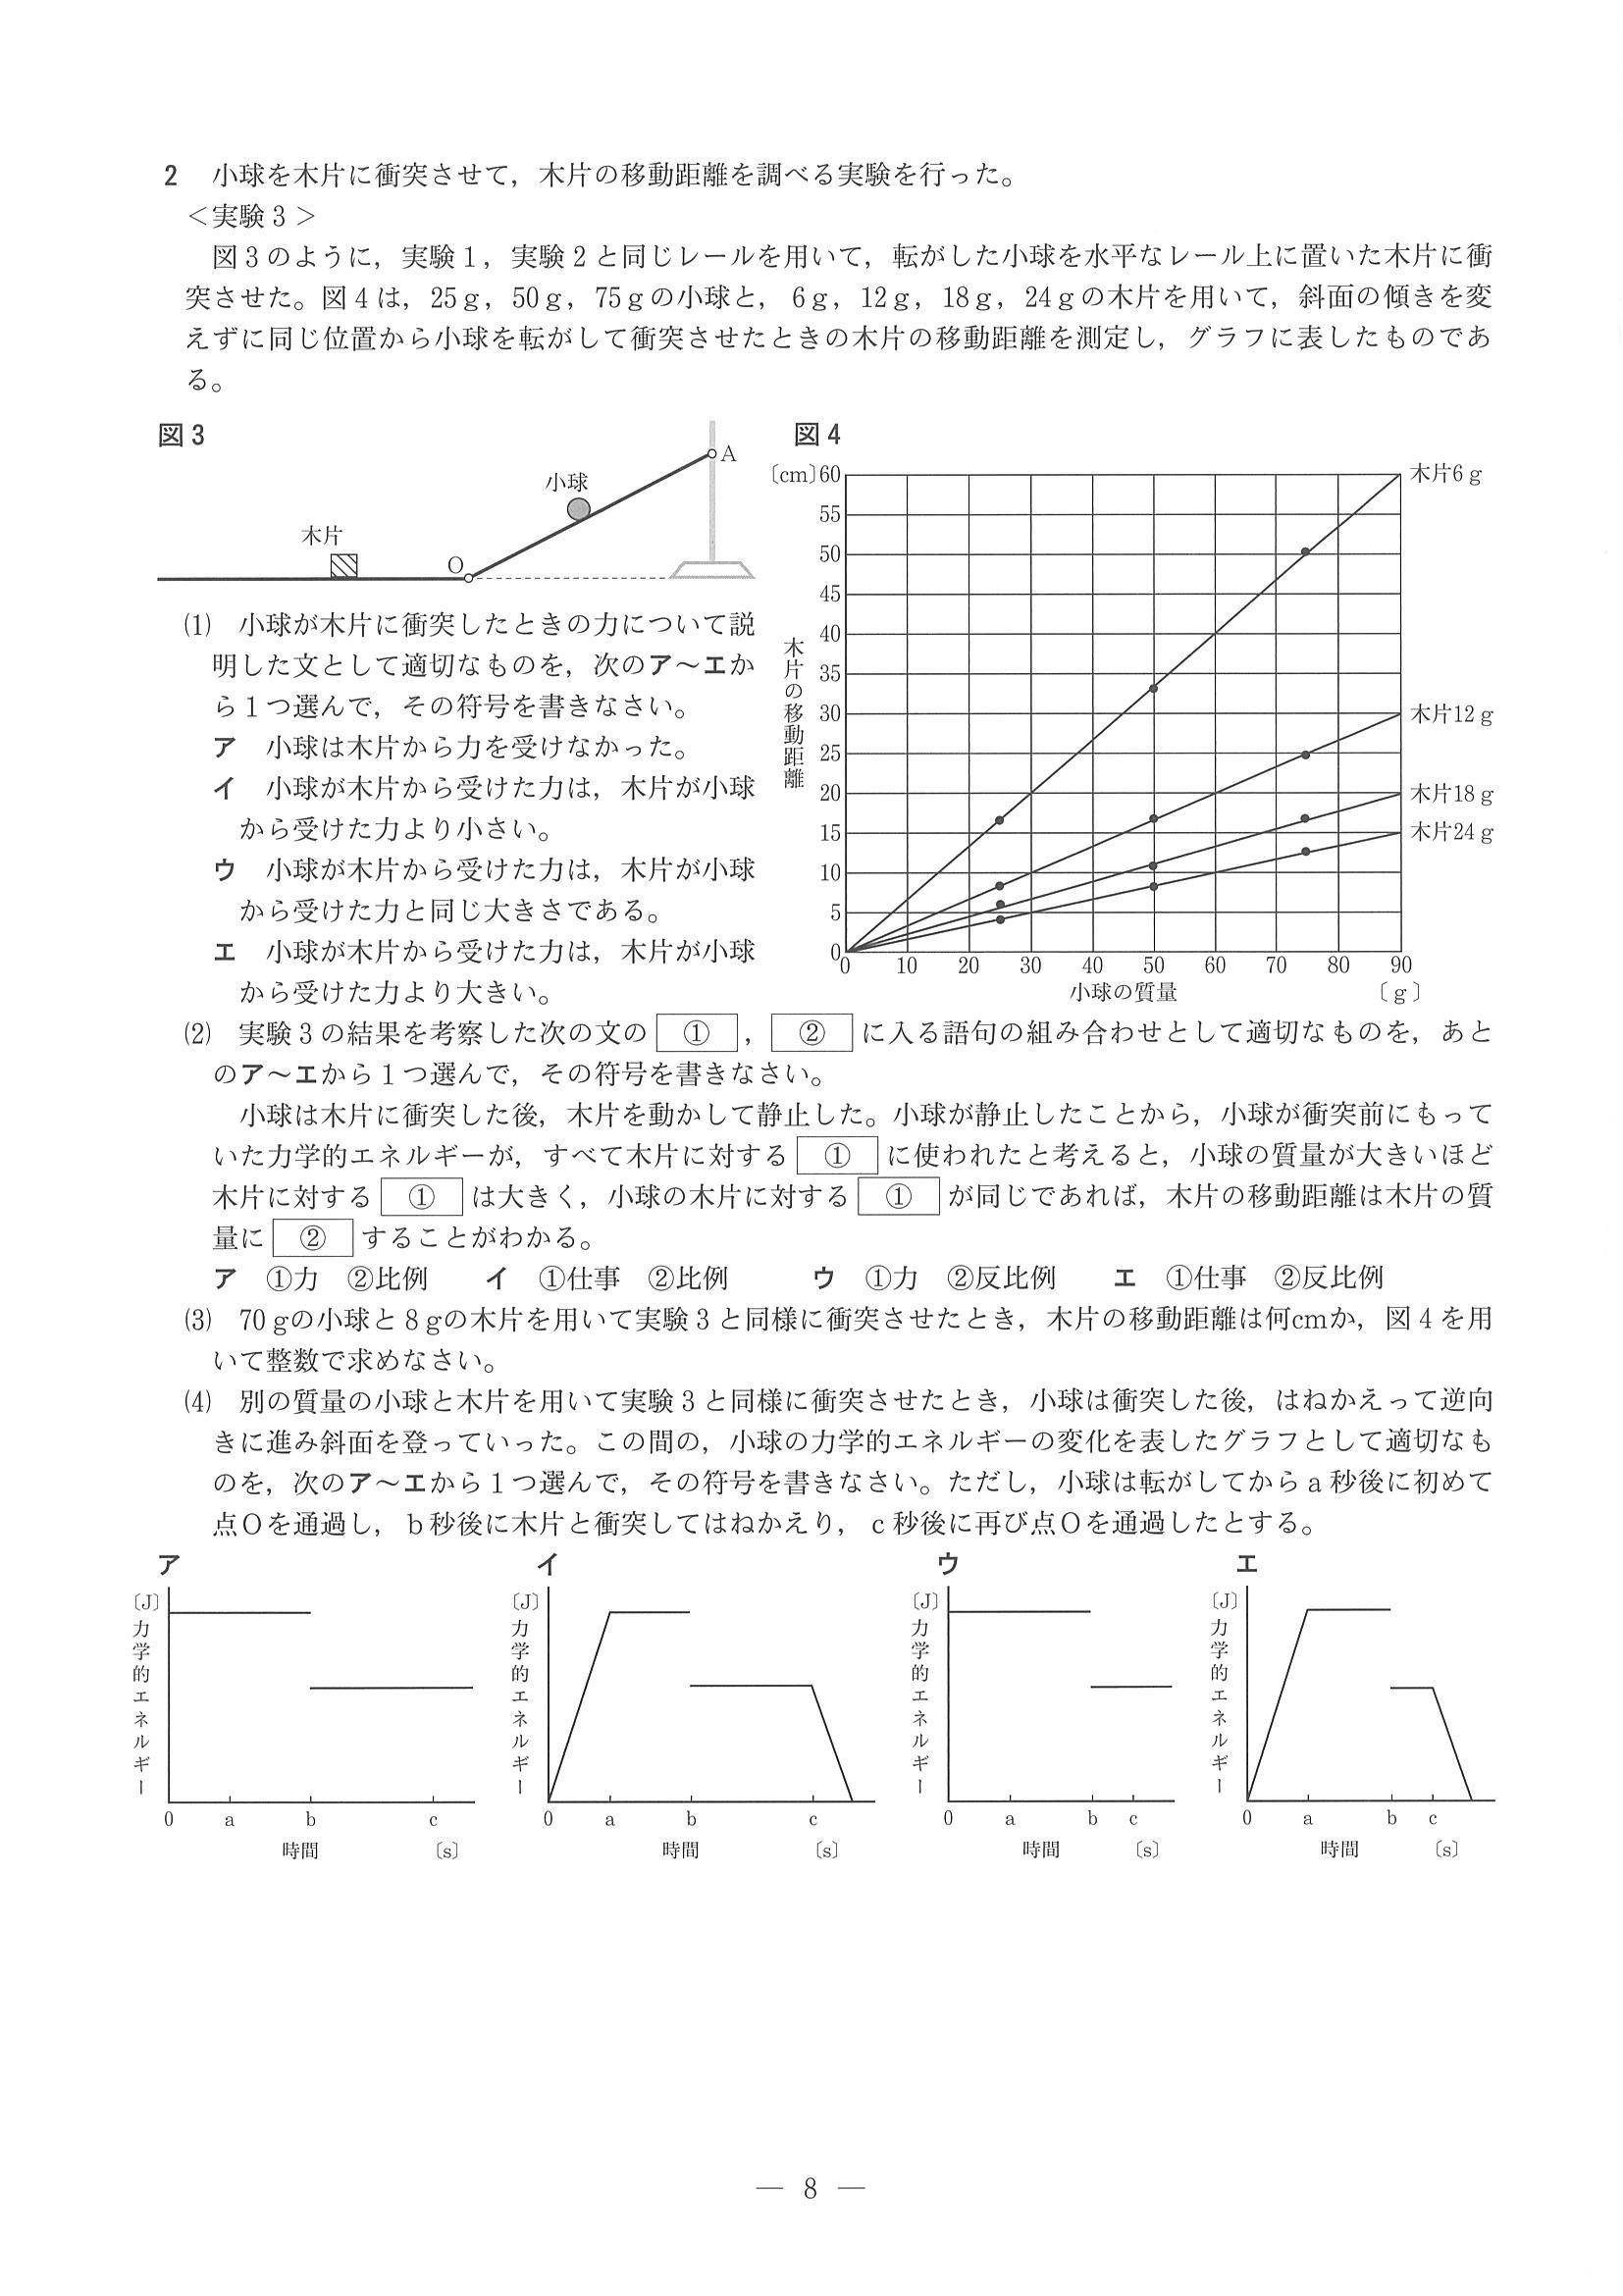 2　小球を木片に衝突させて，木片の移動距離を調べる実験を行った。
＜実験3＞
図3のように，実験1，実験2と同じレールを用いて，転がした小球を水平なレール上に置いた木片に衝
突させた。図4は，25g，50g，75gの小球と，6g，12g，18g，24gの木片を用いて，斜面の傾きを変
えずに同じ位置から小球を転がして衝突させたときの木片の移動距離を測定し，グラフに表したものであ
る。
図3
A
小球
木片
O
図4
〔cm〕60
55
50
45
40
35
30
25
20
15
10
5
0
木片の移動距離
木片6g
木片12g
木片18g
木片24g
0 10 20 30 40 50 60 70 80 90
小球の質量 〔g〕
(1)　小球が木片に衝突したときの力について説
明した文として適切なものを，次のア～エか
ら1つ選んで，その符号を書きなさい。
ア　小球は木片から力を受けなかった。
イ　小球が木片から受けた力は，木片が小球
から受けた力より小さい。
ウ　小球が木片から受けた力は，木片が小球
から受けた力と同じ大きさである。
エ　小球が木片から受けた力は，木片が小球
から受けた力より大きい。
(2)　実験3の結果を考察した次の文の ① ， ② に入る語句の組み合わせとして適切なものを，あと
のア～エから1つ選んで，その符号を書きなさい。
小球は木片に衝突した後，木片を動かして静止した。小球が静止したことから，小球が衝突前にもって
いた力学的エネルギーが，すべて木片に対する ① に使われたと考えると，小球の質量が大きいほど
木片に対する ① は大きく，小球の木片に対する ① が同じであれば，木片の移動距離は木片の質
量に ② することがわかる。
ア　①力　②比例　　イ　①仕事　②比例　　ウ　①力　②反比例　　エ　①仕事　②反比例
(3)　70gの小球と8gの木片を用いて実験3と同様に衝突させたとき，木片の移動距離は何cmか，図4を用
いて整数で求めなさい。
(4)　別の質量の小球と木片を用いて実験3と同様に衝突させたとき，小球は衝突した後，はねかえって逆向
きに進み斜面を登っていった。この間の，小球の力学的エネルギーの変化を表したグラフとして適切なも
のを，次のア～エから1つ選んで，その符号を書きなさい。ただし，小球は転がしてからa秒後に初めて
点Oを通過し，b秒後に木片と衝突してはねかえり，c秒後に再び点Oを通過したとする。
ア
〔J〕
力学的エネルギー
0 a b c
時間 〔s〕
イ
〔J〕
力学的エネルギー
0 a b c
時間 〔s〕
ウ
〔J〕
力学的エネルギー
0 a b c
時間 〔s〕
エ
〔J〕
力学的エネルギー
0 a b c
時間 〔s〕
— 8 —